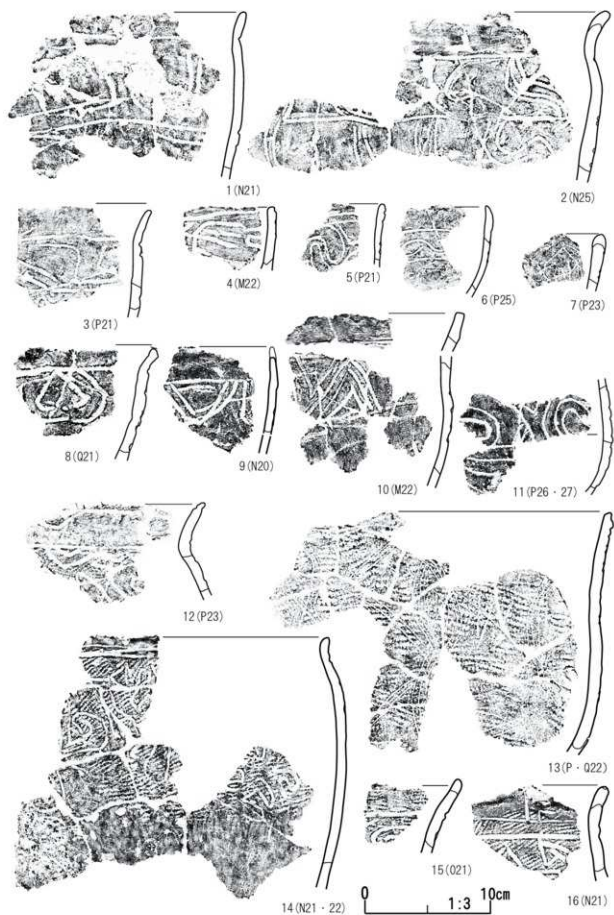 1(N21)
2(N25)
3(P21)
4(M22)
5(P21)
6(P25)
7(P23)
8(Q21)
9(N20)
10(M22)
11(P26・27)
12(P23)
13(P・Q22)
14(N21・22)
15(O21)
16(N21)
0 1:3 10cm